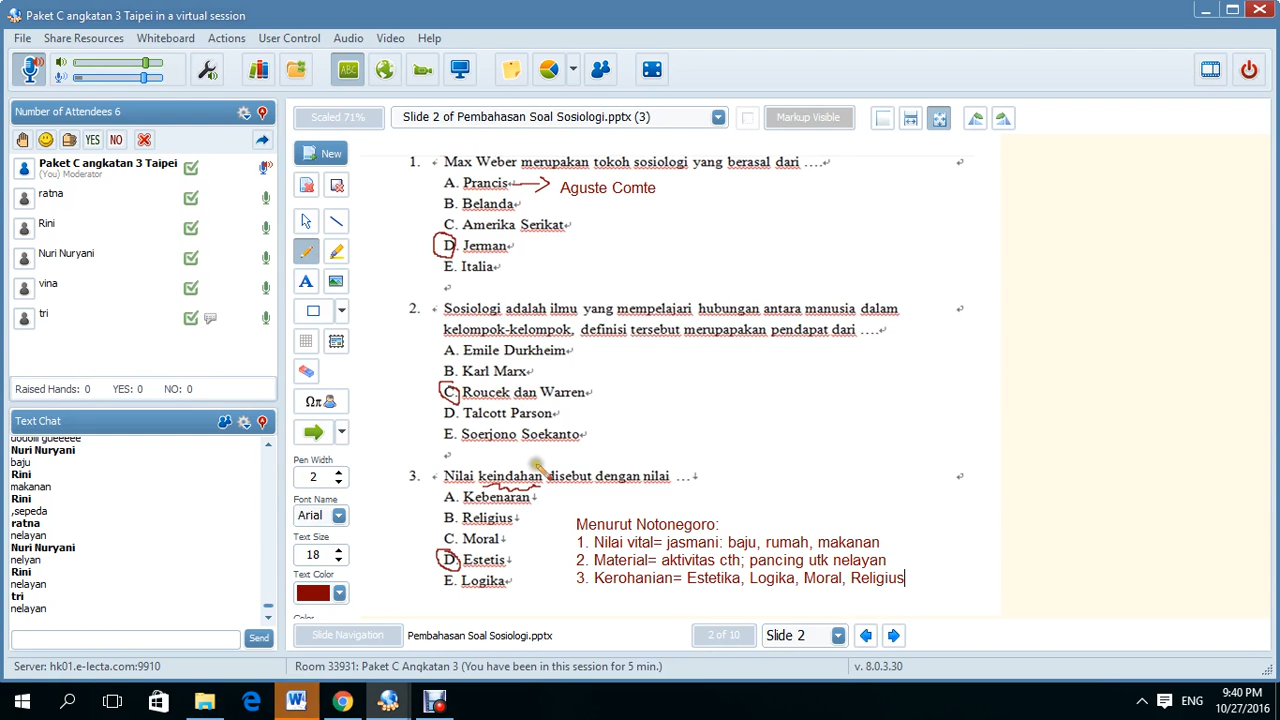 Paket C angkatan 3 Taipei in a virtual session
File Share Resources Whiteboard Actions User Control Audio Video Help
Number of Attendees 6
YES NO
Paket C angkatan 3 Taipei
(You) Moderator
ratna
Rini
Nuri Nuryani
vina
tri
Raised Hands: 0 YES: 0 NO: 0
Text Chat
Nuri Nuryani
baju
Rini
makanan
Rini
,sepeda
ratna
nelayan
Nuri Nuryani
nelyan
Rini
nelayan
tri
nelayan
Send
Scaled 71%
Slide 2 of Pembahasan Soal Sosiologi.pptx (3)
Markup Visible
New
ABC
A
Ωπ
Pen Width
2
Font Name
Arial
Text Size
18
Text Color
1. Max Weber merupakan tokoh sosiologi yang berasal dari ....
A. Prancis
Aguste Comte
B. Belanda
C. Amerika Serikat
D. Jerman
E. Italia
2. Sosiologi adalah ilmu yang mempelajari hubungan antara manusia dalam
kelompok-kelompok, definisi tersebut merupapakan pendapat dari ....
A. Emile Durkheim
B. Karl Marx
C. Roucek dan Warren
D. Talcott Parson
E. Soerjono Soekanto
3. Nilai keindahan disebut dengan nilai ...
A. Kebenaran
B. Religius
C. Moral
D. Estetis
E. Logika
Menurut Notonegoro:
1. Nilai vital= jasmani: baju, rumah, makanan
2. Material= aktivitas cth; pancing utk nelayan
3. Kerohanian= Estetika, Logika, Moral, Religius
Slide Navigation
Pembahasan Soal Sosiologi.pptx
2 of 10
Slide 2
Server: hk01.e-lecta.com:9910
Room 33931: Paket C Angkatan 3 (You have been in this session for 5 min.)
v. 8.0.3.30
ENG
9:40 PM
10/27/2016